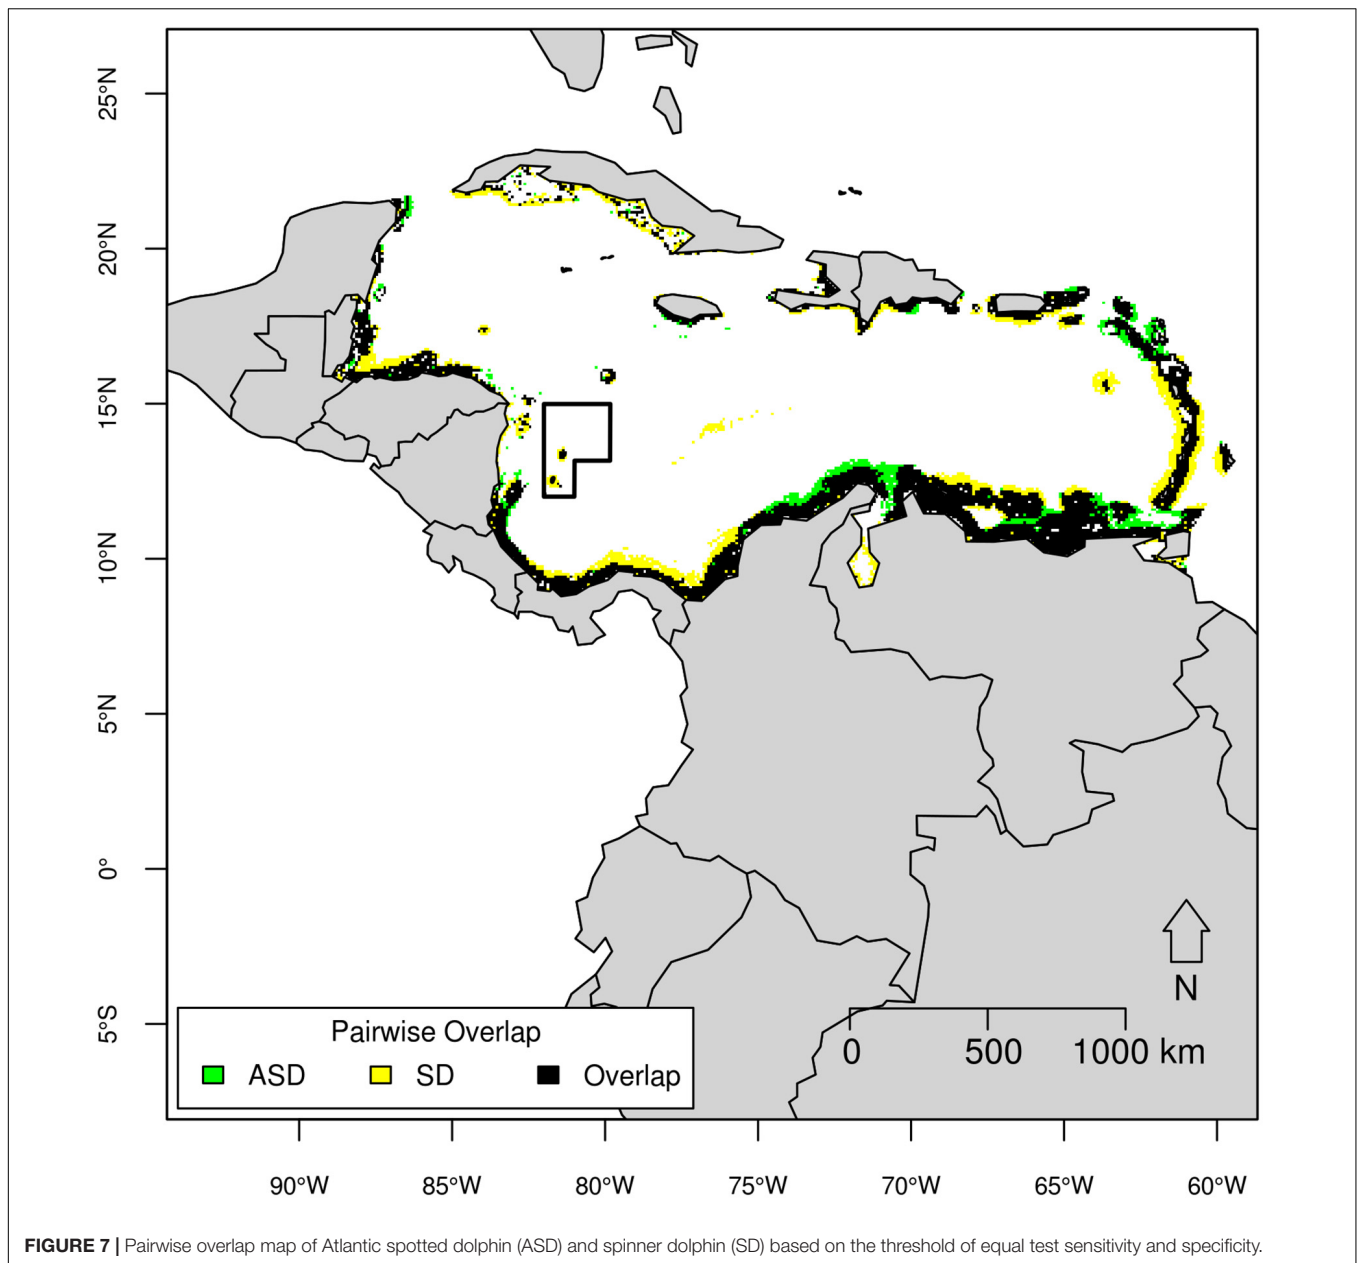 25°N
20°N
15°N
10°N
5°N
0°
5°S
N
0 500 1000 km
Pairwise Overlap
ASD SD Overlap
90°W 85°W 80°W 75°W 70°W 65°W 60°W
FIGURE 7 | Pairwise overlap map of Atlantic spotted dolphin (ASD) and spinner dolphin (SD) based on the threshold of equal test sensitivity and specificity.